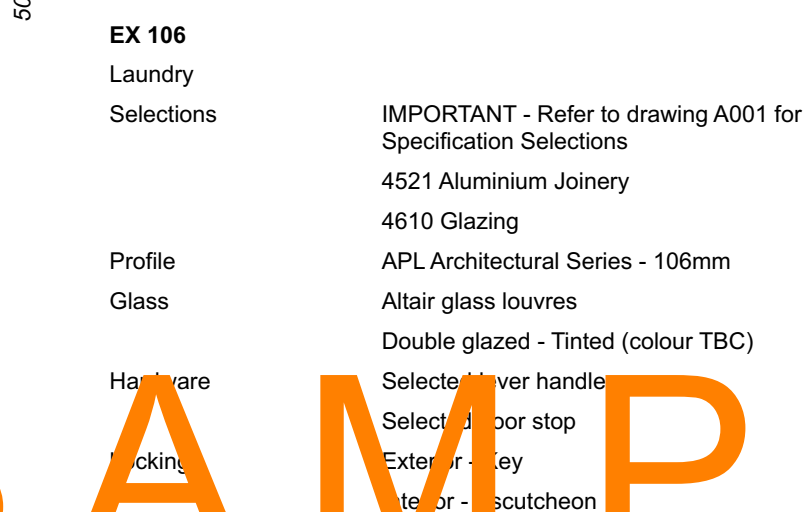 50
EX 106
Laundry
Selections IMPORTANT - Refer to drawing A001 for
Specification Selections
4521 Aluminium Joinery
4610 Glazing
Profile APL Architectural Series - 106mm
Glass Altair glass louvres
Double glazed - Tinted (colour TBC)
Hardware Selected lever handle
Selected door stop
Locking Exterior - Key
Interior - Escutcheon
AMP